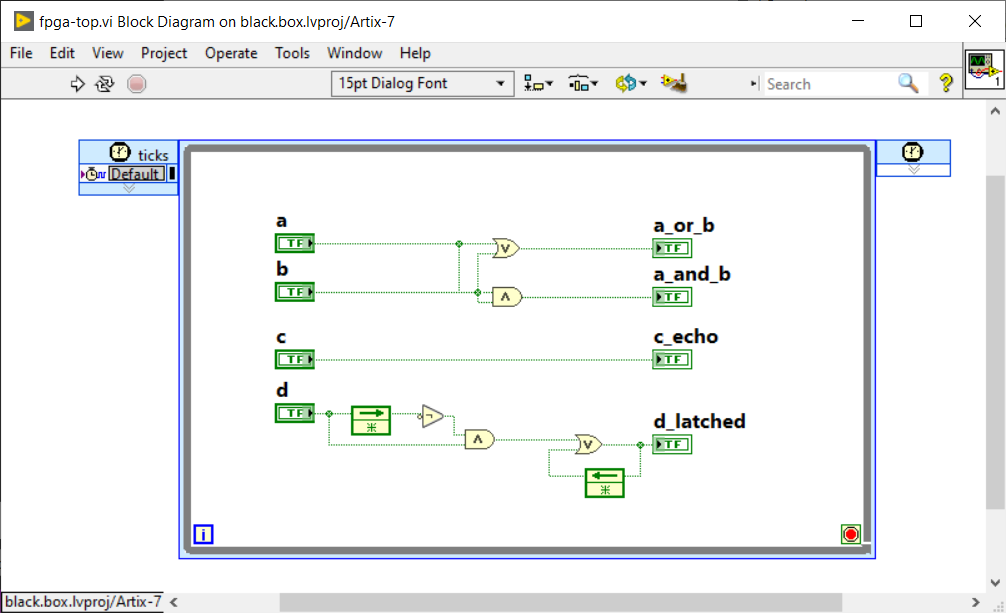 fpga-top.vi Block Diagram on black.box.lvproj/Artix-7
File Edit View Project Operate Tools Window Help
15pt Dialog Font
Search
?
1
ticks
Default
a
TF
b
TF
c
TF
d
TF
V
Λ
¬
Λ
V
a_or_b
TF
a_and_b
TF
c_echo
TF
d_latched
TF
i
black.box.lvproj/Artix-7